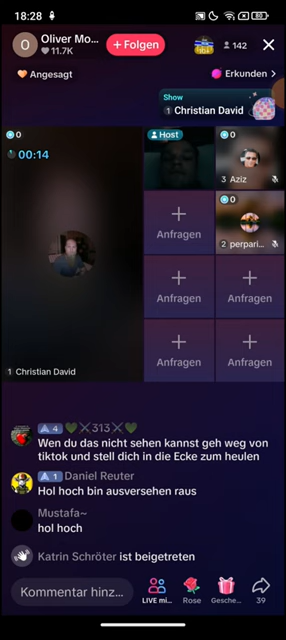 18:28
80
Oliver Mo...
11.7K
+ Folgen
142
Angesagt
Erkunden
Show
1 Christian David
0
00:14
Host
0
3 Aziz
Anfragen
0
2 perpari...
Anfragen
Anfragen
Anfragen
Anfragen
1 Christian David
4 313
Wen du das nicht sehen kannst geh weg von
tiktok und stell dich in die Ecke zum heulen
1 Daniel Reuter
Hol hoch bin ausversehen raus
Mustafa~
hol hoch
Katrin Schröter ist beigetreten
Kommentar hinz...
LIVE mi...
Rose
Gesche...
39